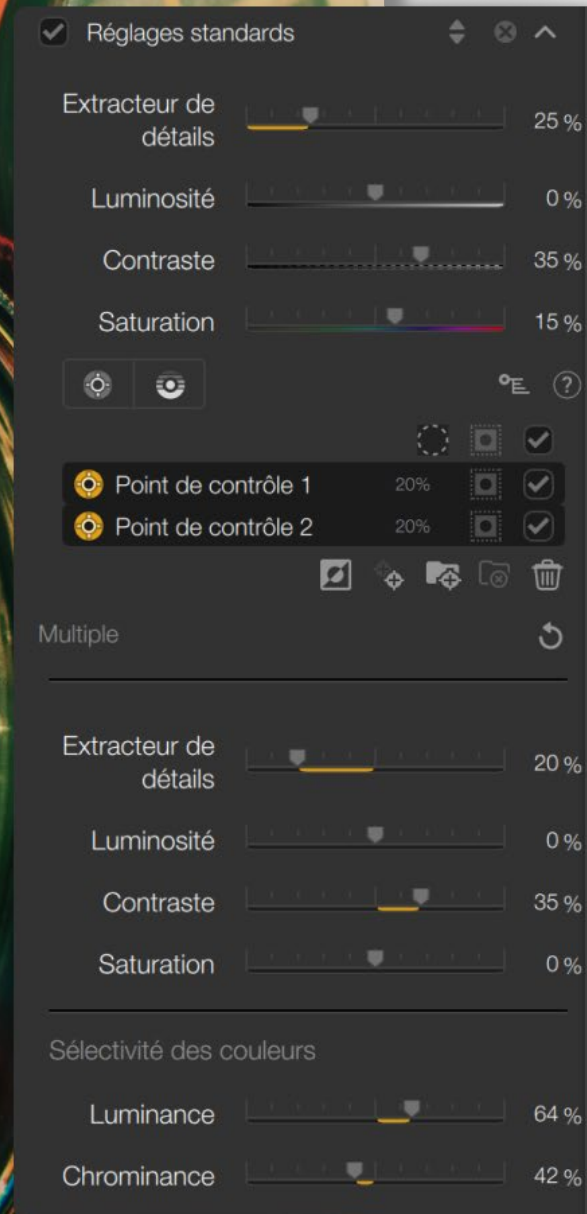 Réglages standards
Extracteur de
détails
25 %
Luminosité
0 %
Contraste
35 %
Saturation
15 %
?
Point de contrôle 1
20%
Point de contrôle 2
20%
Multiple
Extracteur de
détails
20 %
Luminosité
0 %
Contraste
35 %
Saturation
0 %
Sélectivité des couleurs
Luminance
64 %
Chrominance
42 %